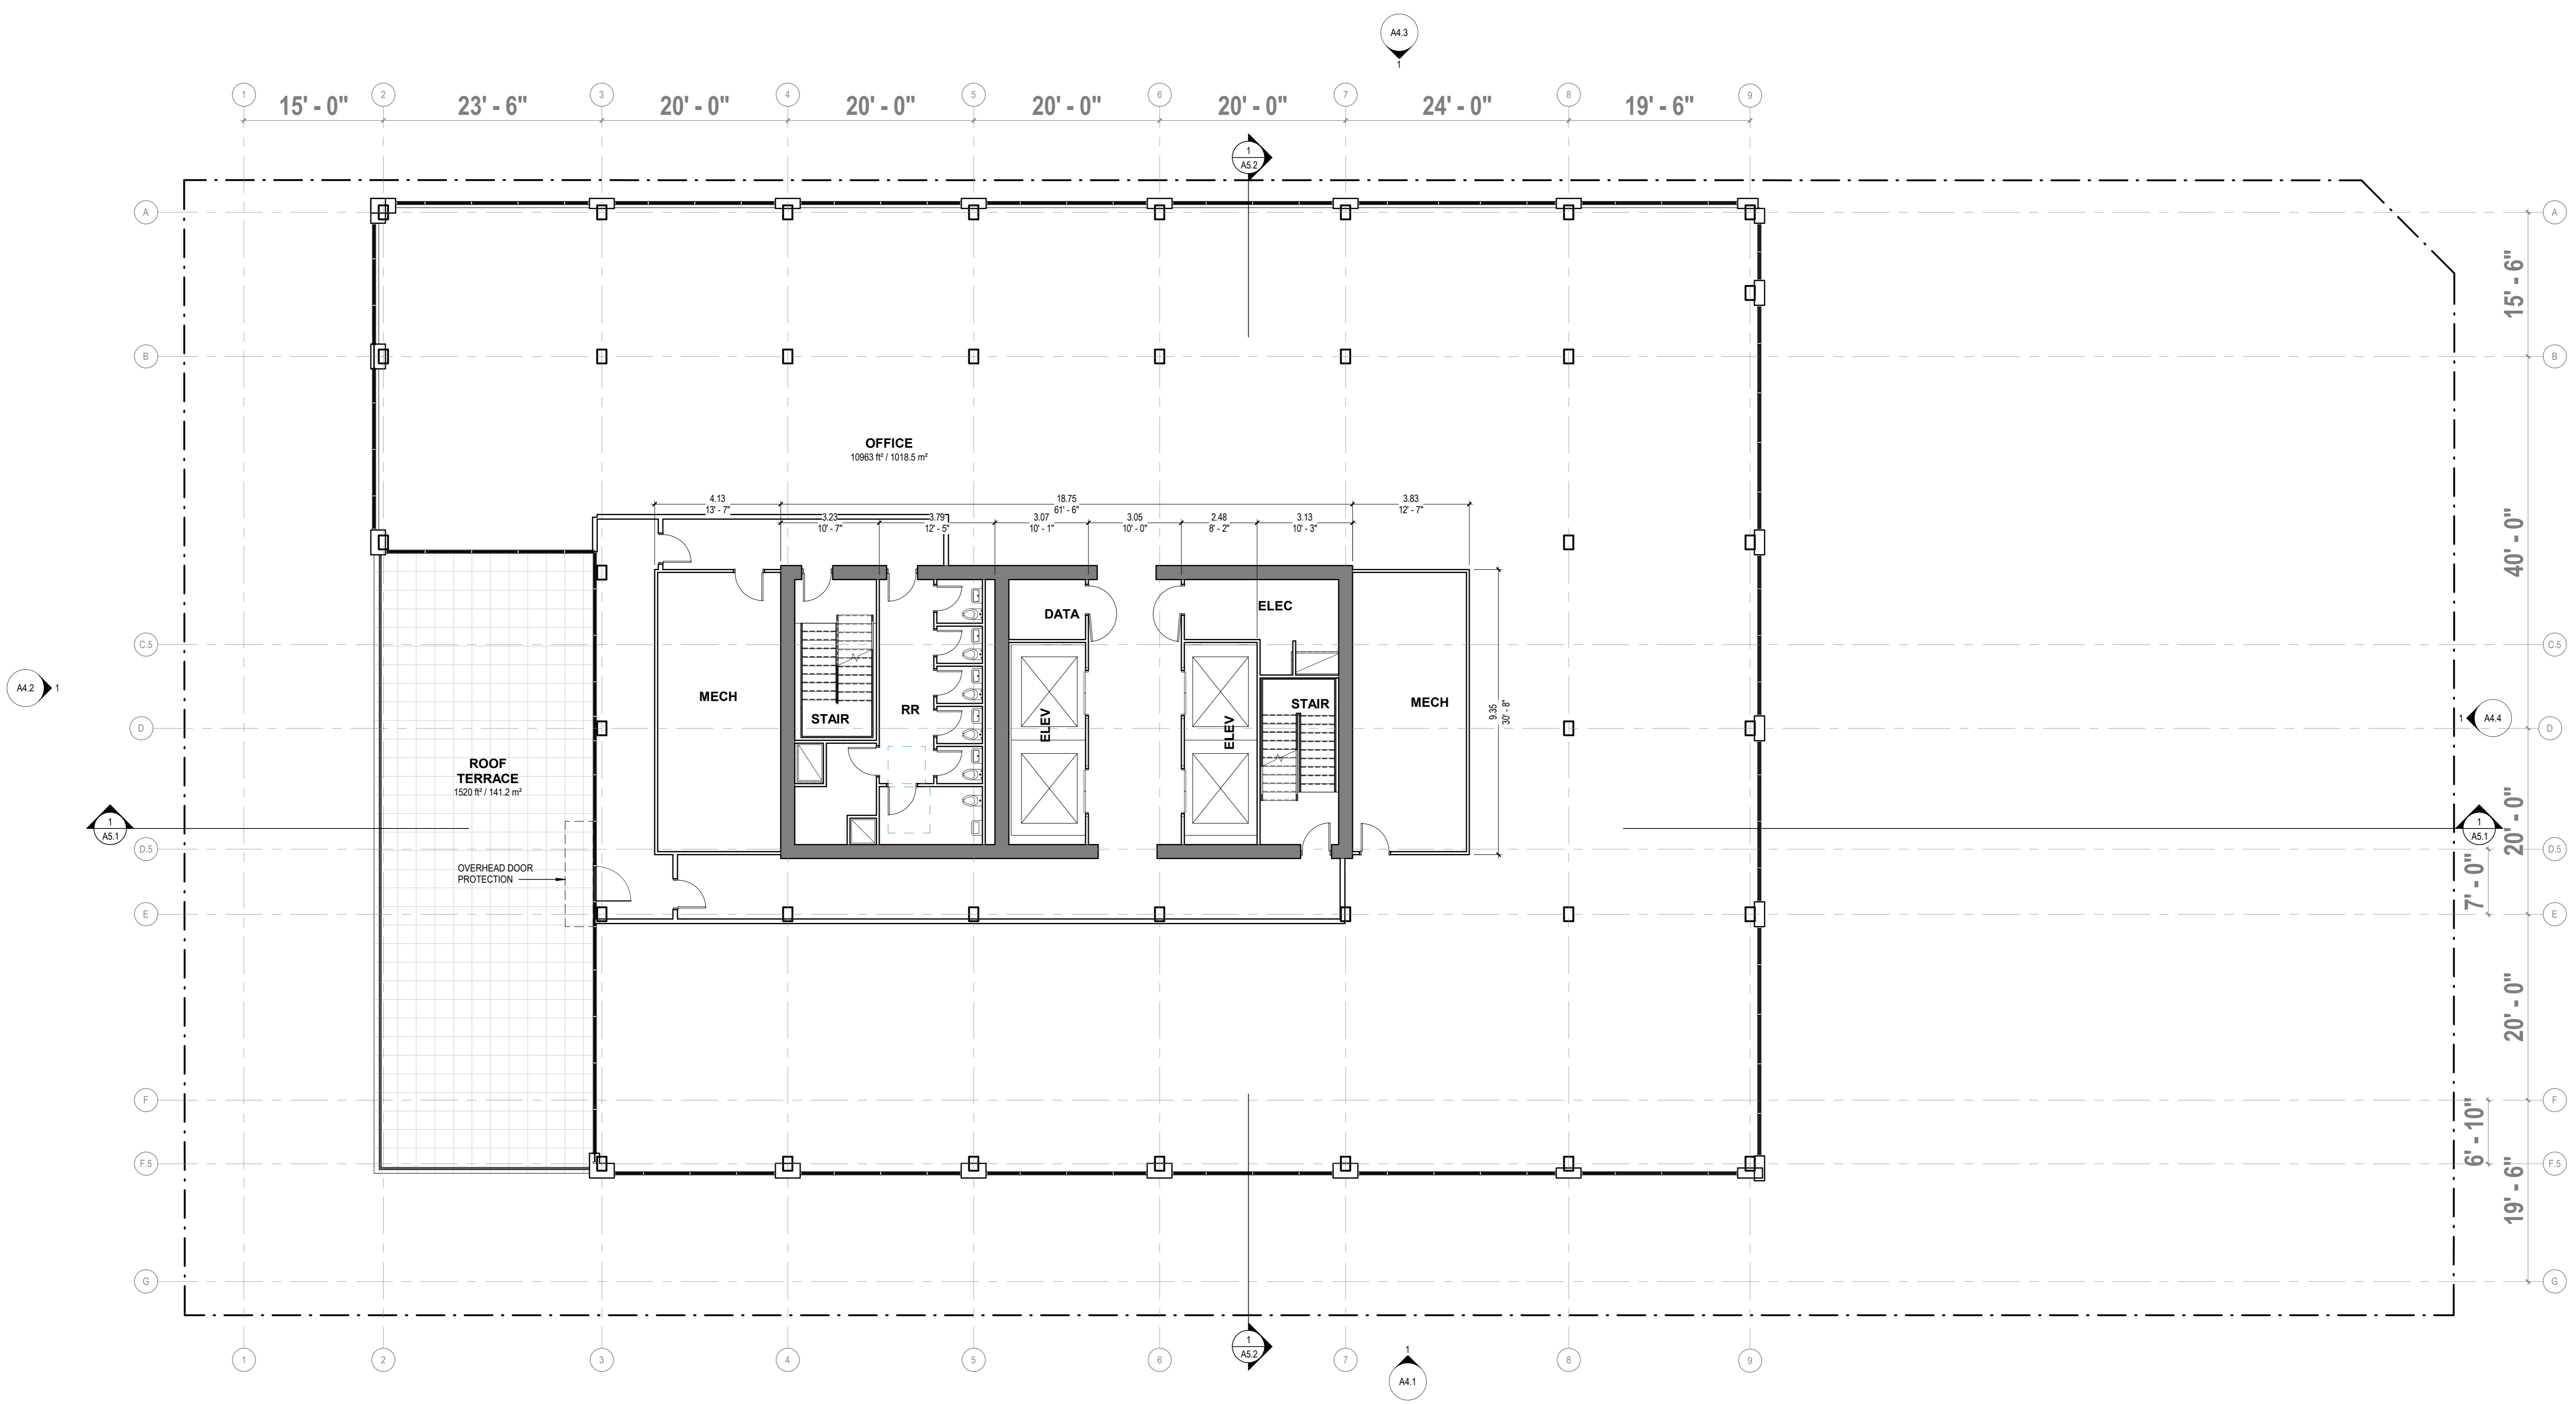 A4.3
1
1 2 3 4 5 6 7 8 9
15' - 0" 23' - 6" 20' - 0" 20' - 0" 20' - 0" 20' - 0" 24' - 0" 19' - 6"
1
A5.2
A A
15' - 6"
B B
OFFICE
10963 ft² / 1018.5 m²
4.13 18.75 3.83
13' - 7" 61' - 6" 12' - 7"
3.23 3.79 3.07 3.05 2.48 3.13
10' - 7" 12' - 5" 10' - 1" 10' - 0" 8' - 2" 10' - 3"
40' - 0"
DATA ELEC
C.5 C.5
A4.2 1
MECH STAIR RR ELEV ELEV STAIR MECH
9.35
30' - 8"
1 A4.4
D D
ROOF
TERRACE
1520 ft² / 141.2 m²
20' - 0"
1
A5.1
1
A5.1
D.5 D.5
OVERHEAD DOOR
PROTECTION
7' - 0"
E E
20' - 0"
F F
6' - 10"
F.5 F.5
19' - 6"
G G
1
A5.2
1 2 3 4 5 6 7 8 9
1
A4.1